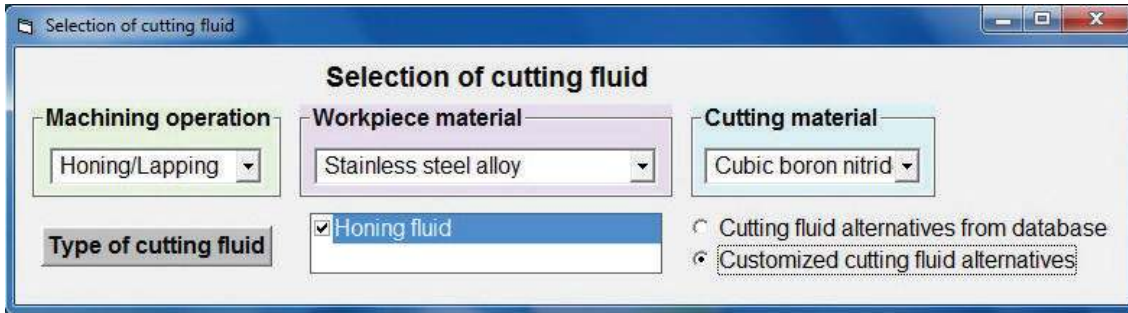 Selection of cutting fluid
Selection of cutting fluid
Machining operation
Workpiece material
Cutting material
Honing/Lapping
Stainless steel alloy
Cubic boron nitrid
Type of cutting fluid
Honing fluid
Cutting fluid alternatives from database
Customized cutting fluid alternatives